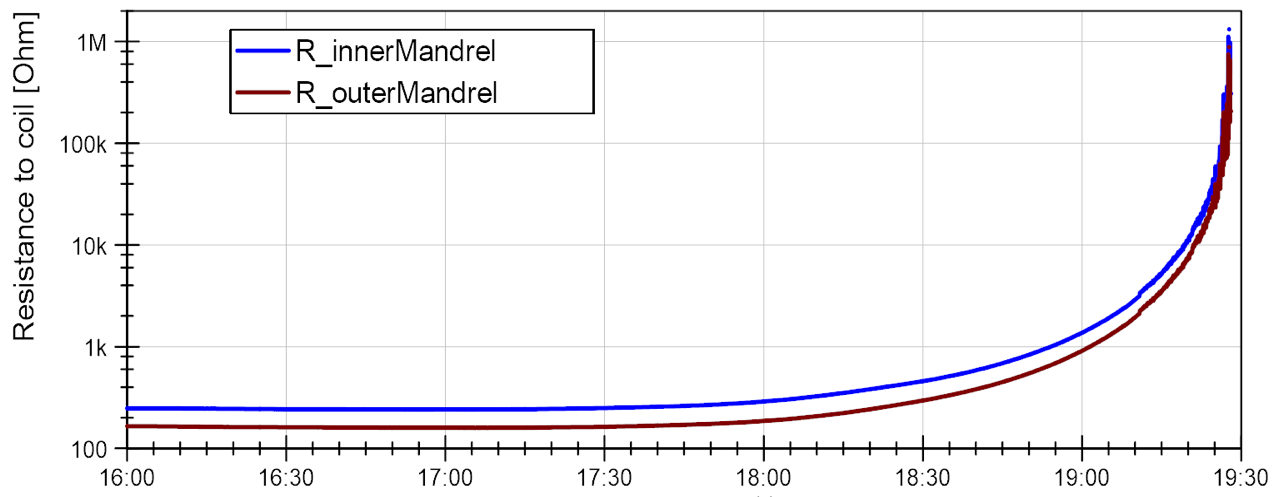 Resistance to coil [Ohm]
1M
100k
10k
1k
100
R_innerMandrel
R_outerMandrel
16:00 16:30 17:00 17:30 18:00 18:30 19:00 19:30